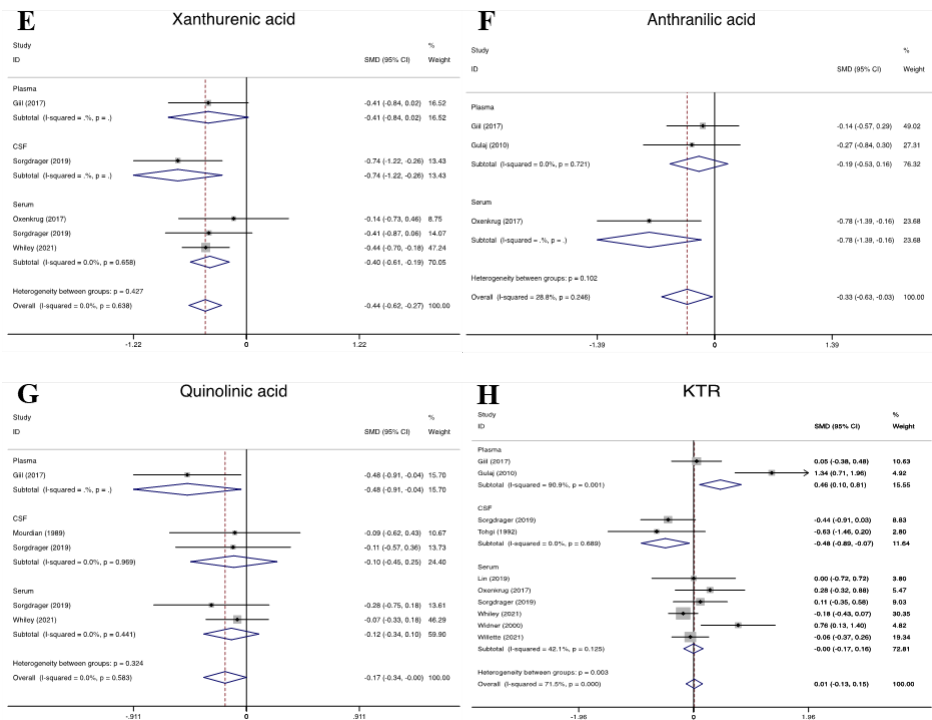 E Xanthurenic acid
Study %
ID SMD (95% CI) Weight
Plasma
Giil (2017) -0.41 (-0.84, 0.02) 16.52
Subtotal (I-squared = .%, p = .) -0.41 (-0.84, 0.02) 16.52
CSF
Sorgdrager (2019) -0.74 (-1.22, -0.26) 13.43
Subtotal (I-squared = .%, p = .) -0.74 (-1.22, -0.26) 13.43
Serum
Oxenkrug (2017) -0.14 (-0.73, 0.46) 8.75
Sorgdrager (2019) -0.41 (-0.87, 0.06) 14.07
Whiley (2021) -0.44 (-0.70, -0.18) 47.24
Subtotal (I-squared = 0.0%, p = 0.658) -0.40 (-0.61, -0.19) 70.05
Heterogeneity between groups: p = 0.427
Overall (I-squared = 0.0%, p = 0.638) -0.44 (-0.62, -0.27) 100.00
-1.22 0 1.22
F Anthranilic acid
Study %
ID SMD (95% CI) Weight
Plasma
Giil (2017) -0.14 (-0.57, 0.29) 49.02
Gulaj (2010) -0.27 (-0.84, 0.30) 27.31
Subtotal (I-squared = 0.0%, p = 0.721) -0.19 (-0.53, 0.16) 76.32
Serum
Oxenkrug (2017) -0.78 (-1.39, -0.16) 23.68
Subtotal (I-squared = .%, p = .) -0.78 (-1.39, -0.16) 23.68
Heterogeneity between groups: p = 0.102
Overall (I-squared = 28.8%, p = 0.246) -0.33 (-0.63, -0.03) 100.00
-1.39 0 1.39
G Quinolinic acid
Study %
ID SMD (95% CI) Weight
Plasma
Giil (2017) -0.48 (-0.91, -0.04) 15.70
Subtotal (I-squared = .%, p = .) -0.48 (-0.91, -0.04) 15.70
CSF
Mourdian (1989) -0.09 (-0.62, 0.43) 10.67
Sorgdrager (2019) -0.11 (-0.57, 0.36) 13.73
Subtotal (I-squared = 0.0%, p = 0.969) -0.10 (-0.45, 0.25) 24.40
Serum
Sorgdrager (2019) -0.28 (-0.75, 0.18) 13.61
Whiley (2021) -0.07 (-0.33, 0.18) 46.29
Subtotal (I-squared = 0.0%, p = 0.441) -0.12 (-0.34, 0.10) 59.90
Heterogeneity between groups: p = 0.324
Overall (I-squared = 0.0%, p = 0.583) -0.17 (-0.34, -0.00) 100.00
-.911 0 .911
H KTR
Study %
ID SMD (95% CI) Weight
Plasma
Giil (2017) 0.05 (-0.38, 0.48) 10.63
Gulaj (2010) 1.34 (0.71, 1.96) 4.92
Subtotal (I-squared = 90.9%, p = 0.001) 0.46 (0.10, 0.81) 15.55
CSF
Sorgdrager (2019) -0.44 (-0.91, 0.03) 8.83
Tohgi (1992) -0.63 (-1.46, 0.20) 2.80
Subtotal (I-squared = 0.0%, p = 0.689) -0.48 (-0.89, -0.07) 11.64
Serum
Lin (2019) 0.00 (-0.72, 0.72) 3.80
Oxenkrug (2017) 0.28 (-0.32, 0.88) 5.47
Sorgdrager (2019) 0.11 (-0.35, 0.58) 9.03
Whiley (2021) -0.18 (-0.43, 0.07) 30.35
Widner (2000) 0.76 (0.13, 1.40) 4.82
Willette (2021) -0.06 (-0.37, 0.26) 19.34
Subtotal (I-squared = 42.1%, p = 0.125) -0.00 (-0.17, 0.16) 72.81
Heterogeneity between groups: p = 0.003
Overall (I-squared = 71.5%, p = 0.000) 0.01 (-0.13, 0.15) 100.00
-1.96 0 1.96